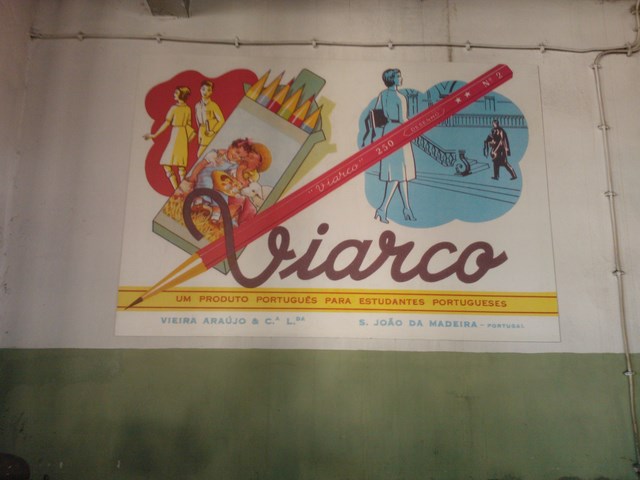 "Viarco" 250 DESENHO ★★ Nº 2
Viarco
UM PRODUTO PORTUGUÊS PARA ESTUDANTES PORTUGUESES
VIEIRA ARAÚJO & C.ᴬ L.ᴰᴬ S. JOÃO DA MADEIRA - PORTUGAL